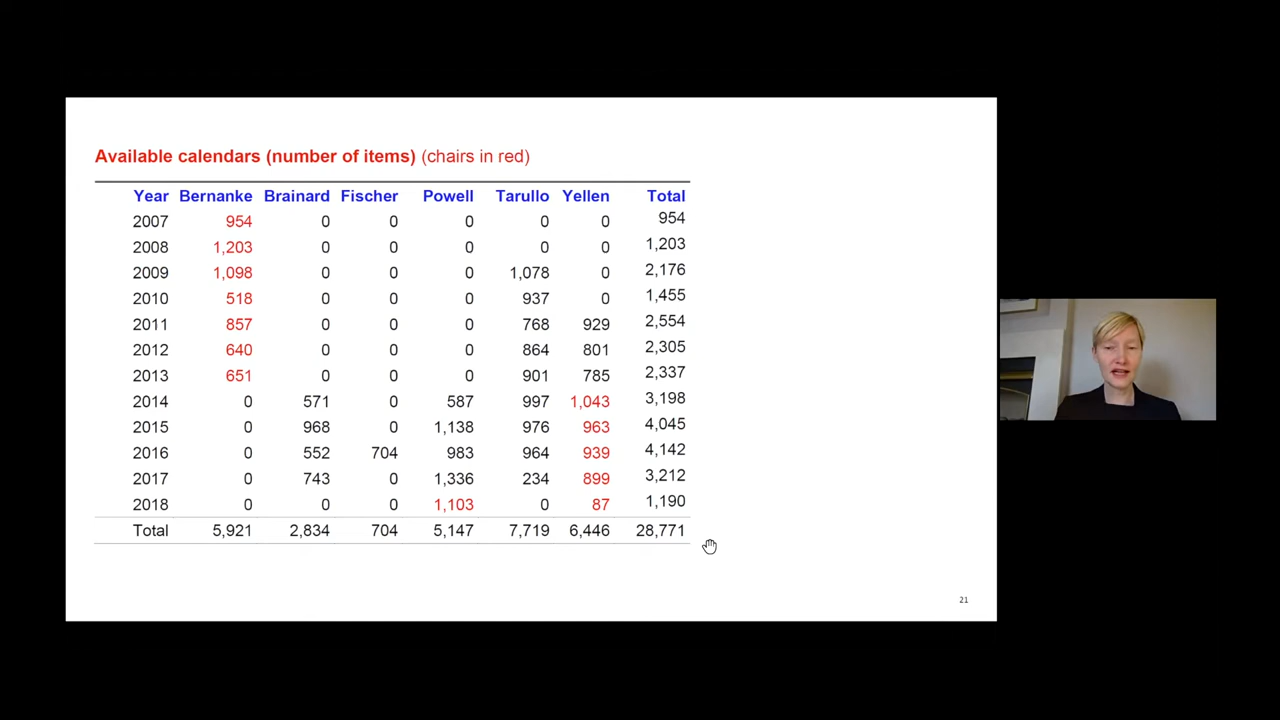 Available calendars (number of items) (chairs in red)
Year Bernanke Brainard Fischer Powell Tarullo Yellen Total
2007 954 0 0 0 0 0 954
2008 1,203 0 0 0 0 0 1,203
2009 1,098 0 0 0 1,078 0 2,176
2010 518 0 0 0 937 0 1,455
2011 857 0 0 0 768 929 2,554
2012 640 0 0 0 864 801 2,305
2013 651 0 0 0 901 785 2,337
2014 0 571 0 587 997 1,043 3,198
2015 0 968 0 1,138 976 963 4,045
2016 0 552 704 983 964 939 4,142
2017 0 743 0 1,336 234 899 3,212
2018 0 0 0 1,103 0 87 1,190
Total 5,921 2,834 704 5,147 7,719 6,446 28,771
21